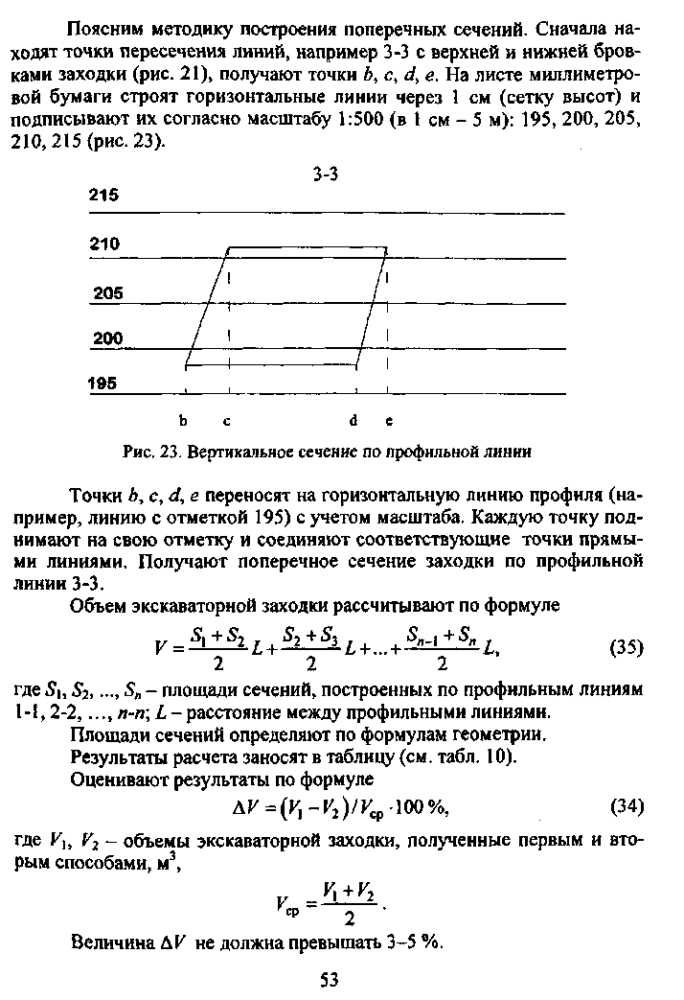 Поясним методику построения поперечных сечений. Сначала на-
ходят точки пересечения линий, например 3-3 с верхней и нижней бров-
ками заходки (рис. 21), получают точки b, c, d, e. На листе миллиметро-
вой бумаги строят горизонтальные линии через 1 см (сетку высот) и
подписывают их согласно масштабу 1:500 (в 1 см – 5 м): 195, 200, 205,
210, 215 (рис. 23).
3-3
215
210
205
200
195
b c d e
Рис. 23. Вертикальное сечение по профильной линии
Точки b, c, d, e переносят на горизонтальную линию профиля (на-
пример, линию с отметкой 195) с учетом масштаба. Каждую точку под-
нимают на свою отметку и соединяют соответствующие точки прямы-
ми линиями. Получают поперечное сечение заходки по профильной
линии 3-3.
Объем экскаваторной заходки рассчитывают по формуле
V = (S₁ + S₂)/2 L + (S₂ + S₃)/2 L + ... + (Sₙ₋₁ + Sₙ)/2 L, (35)
где S₁, S₂, ..., Sₙ – площади сечений, построенных по профильным линиям
1-1, 2-2, ..., n-n; L – расстояние между профильными линиями.
Площади сечений определяют по формулам геометрии.
Результаты расчета заносят в таблицу (см. табл. 10).
Оценивают результаты по формуле
ΔV = (V₁ – V₂)/Vср · 100 %, (34)
где V₁, V₂ – объемы экскаваторной заходки, полученные первым и вто-
рым способами, м³,
Vср = (V₁ + V₂)/2 .
Величина ΔV не должна превышать 3–5 %.
53